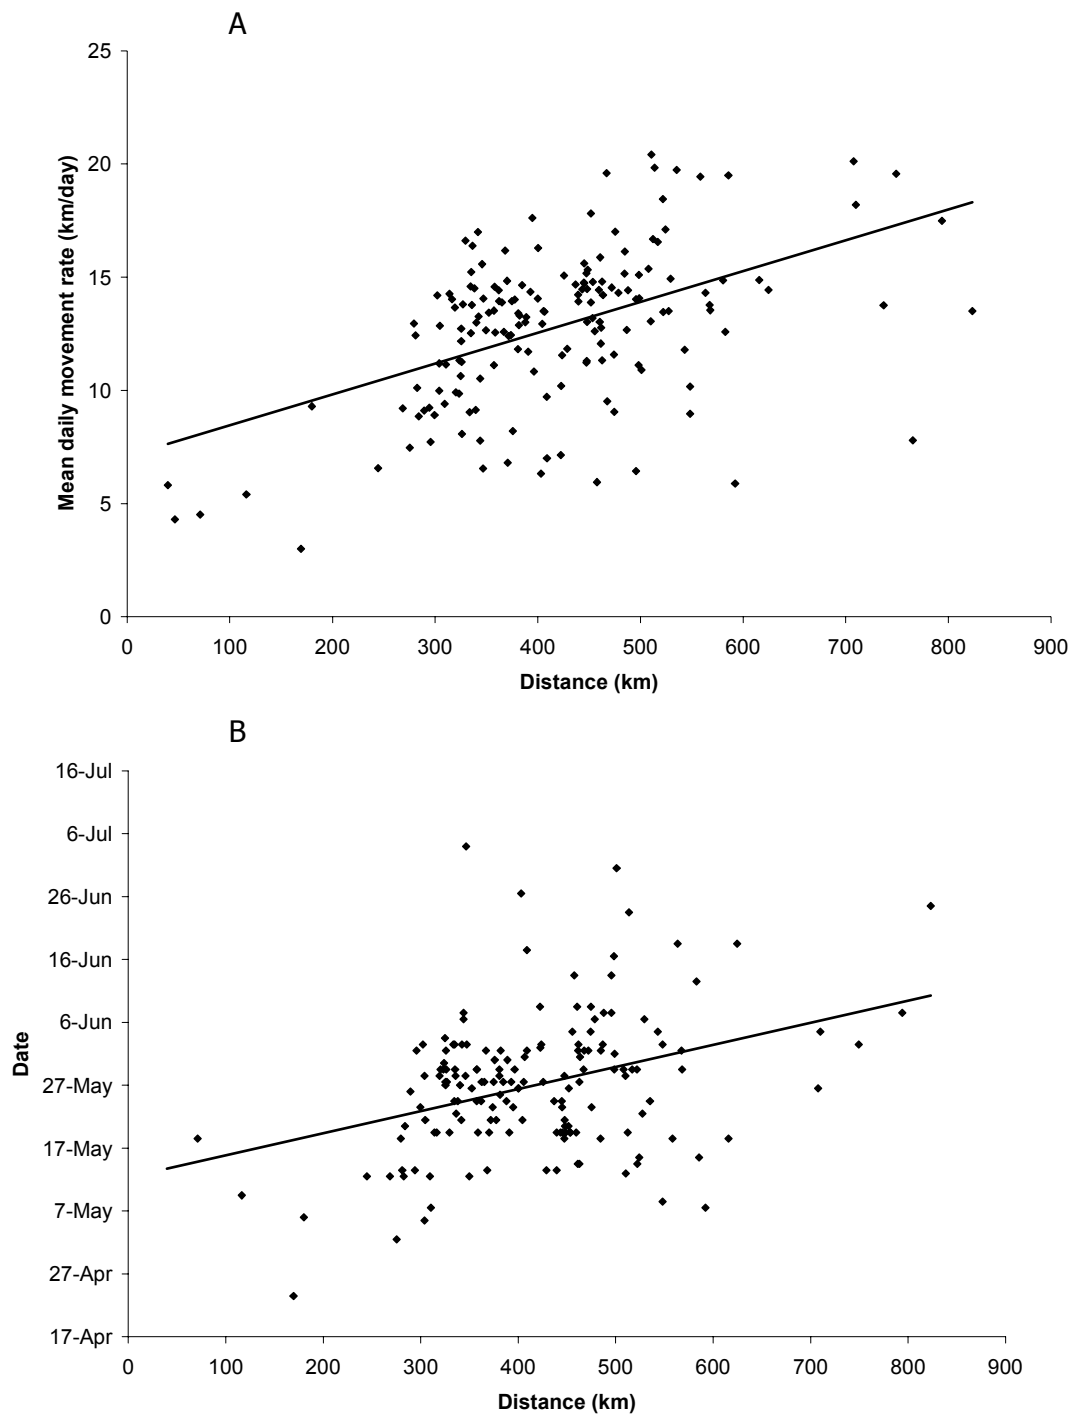 A
25
20
15
10
5
0
Mean daily movement rate (km/day)
0 100 200 300 400 500 600 700 800 900
Distance (km)
B
16-Jul
6-Jul
26-Jun
16-Jun
6-Jun
27-May
17-May
7-May
27-Apr
17-Apr
Date
0 100 200 300 400 500 600 700 800 900
Distance (km)